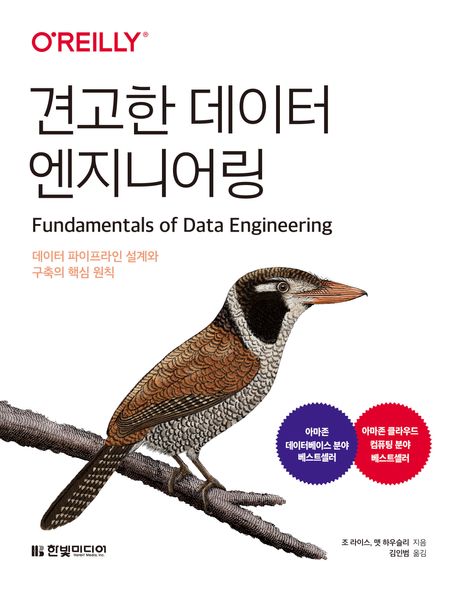 O'REILLY®
견고한 데이터
엔지니어링
Fundamentals of Data Engineering
데이터 파이프라인 설계와
구축의 핵심 원칙
아마존
데이터베이스 분야
베스트셀러
아마존 클라우드
컴퓨팅 분야
베스트셀러
조 라이스, 맷 하우슬리 지음
김인범 옮김
한빛미디어
Hanbit Media, Inc.